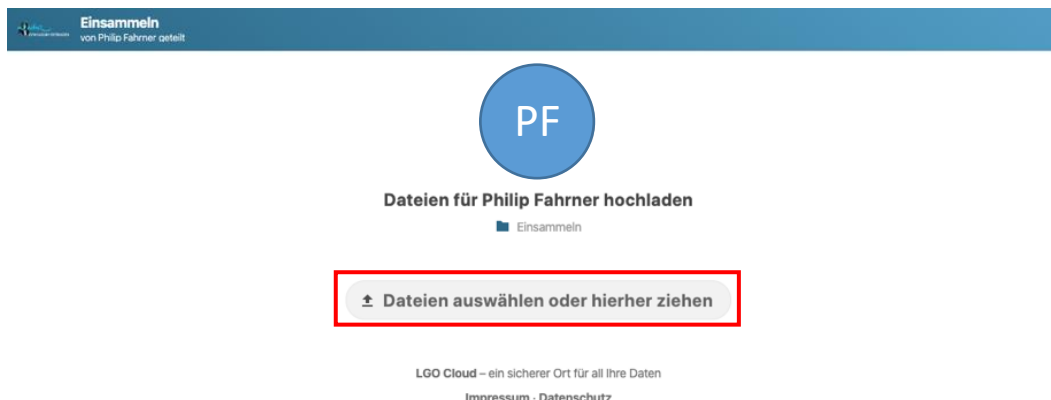 Einsammeln
von Philip Fahrner geteilt
PF
Dateien für Philip Fahrner hochladen
Einsammeln
Dateien auswählen oder hierher ziehen
LGO Cloud – ein sicherer Ort für all Ihre Daten
Impressum · Datenschutz